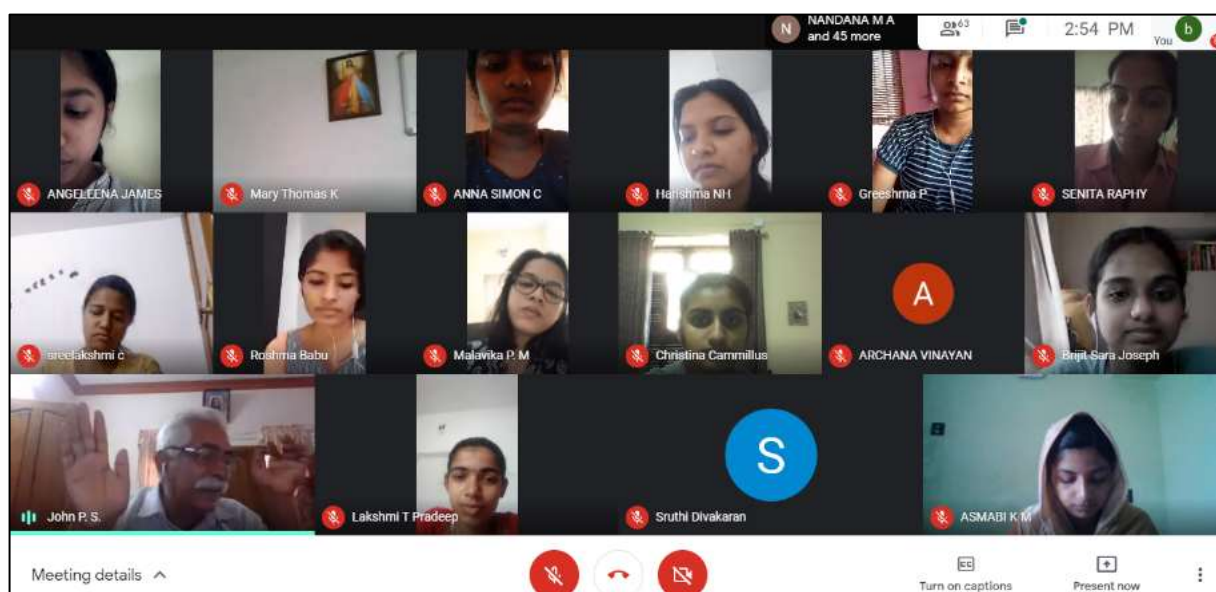 N
NANDANA M A
and 45 more
63
2:54 PM
You
b
ANGELEENA JAMES
Mary Thomas K
ANNA SIMON C
Harishma NH
Greeshma P
SENITA RAPHY
sreelakshmi c
Roshma Babu
Malavika P. M
Christina Cammillus
A
ARCHANA VINAYAN
Brijit Sara Joseph
John P. S.
Lakshmi T Pradeep
S
Sruthi Divakaran
ASMABI K M
Meeting details
CC
Turn on captions
Present now